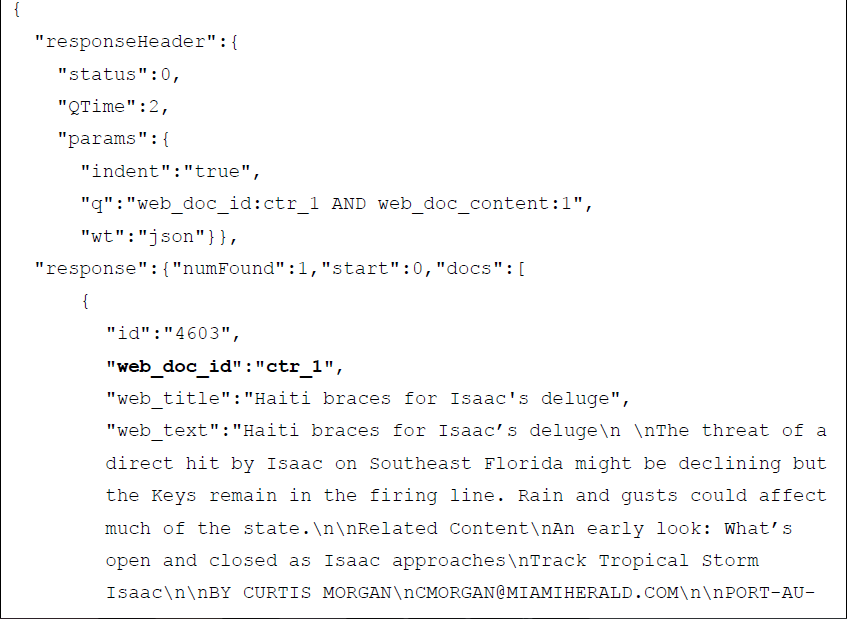 {
"responseHeader":{
"status":0,
"QTime":2,
"params":{
"indent":"true",
"q":"web_doc_id:ctr_1 AND web_doc_content:1",
"wt":"json"}},
"response":{"numFound":1,"start":0,"docs":[
{
"id":"4603",
"web_doc_id":"ctr_1",
"web_title":"Haiti braces for Isaac's deluge",
"web_text":"Haiti braces for Isaac’s deluge\n \nThe threat of a
direct hit by Isaac on Southeast Florida might be declining but
the Keys remain in the firing line. Rain and gusts could affect
much of the state.\n\nRelated Content\nAn early look: What’s
open and closed as Isaac approaches\nTrack Tropical Storm
Isaac\n\nBY CURTIS MORGAN\nCMORGAN@MIAMIHERALD.COM\n\nPORT-AU-